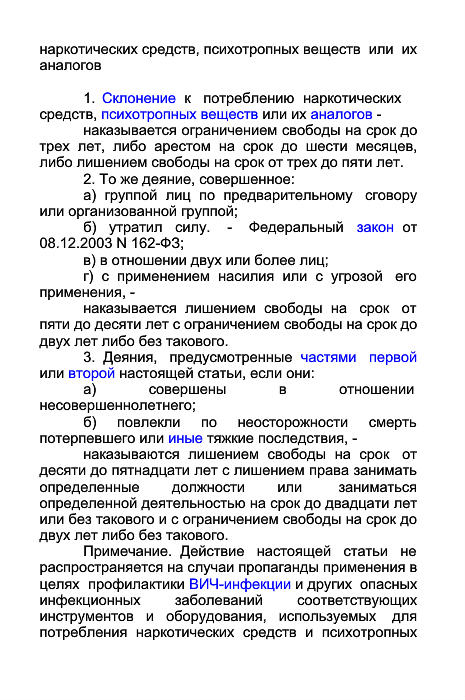 наркотических средств, психотропных веществ или их
аналогов
1. Склонение к потреблению наркотических
средств, психотропных веществ или их аналогов -
наказывается ограничением свободы на срок до
трех лет, либо арестом на срок до шести месяцев,
либо лишением свободы на срок от трех до пяти лет.
2. То же деяние, совершенное:
а) группой лиц по предварительному сговору
или организованной группой;
б) утратил силу. - Федеральный закон от
08.12.2003 N 162-ФЗ;
в) в отношении двух или более лиц;
г) с применением насилия или с угрозой его
применения, -
наказывается лишением свободы на срок от
пяти до десяти лет с ограничением свободы на срок до
двух лет либо без такового.
3. Деяния, предусмотренные частями первой
или второй настоящей статьи, если они:
а) совершены в отношении
несовершеннолетнего;
б) повлекли по неосторожности смерть
потерпевшего или иные тяжкие последствия, -
наказываются лишением свободы на срок от
десяти до пятнадцати лет с лишением права занимать
определенные должности или заниматься
определенной деятельностью на срок до двадцати лет
или без такового и с ограничением свободы на срок до
двух лет либо без такового.
Примечание. Действие настоящей статьи не
распространяется на случаи пропаганды применения в
целях профилактики ВИЧ-инфекции и других опасных
инфекционных заболеваний соответствующих
инструментов и оборудования, используемых для
потребления наркотических средств и психотропных